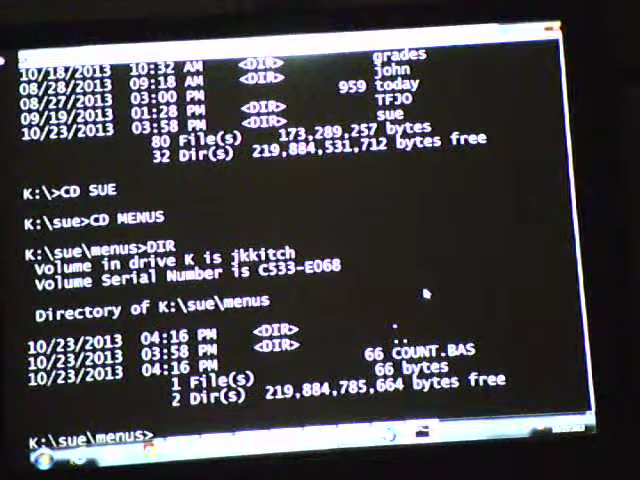 10/18/2013  10:32 AM    <DIR>          grades
08/28/2013  09:18 AM    <DIR>          john
08/27/2013  03:00 PM               959 today
09/19/2013  01:28 PM    <DIR>          TFJO
10/23/2013  03:58 PM    <DIR>          sue
80 File(s)    173,289,257 bytes
32 Dir(s)  219,884,531,712 bytes free
K:\>CD SUE
K:\sue>CD MENUS
K:\sue\menus>DIR
Volume in drive K is jkkitch
Volume Serial Number is C533-E068
Directory of K:\sue\menus
10/23/2013  04:16 PM    <DIR>          .
10/23/2013  03:58 PM    <DIR>          ..
10/23/2013  04:16 PM                66 COUNT.BAS
1 File(s)             66 bytes
2 Dir(s)  219,884,785,664 bytes free
K:\sue\menus>